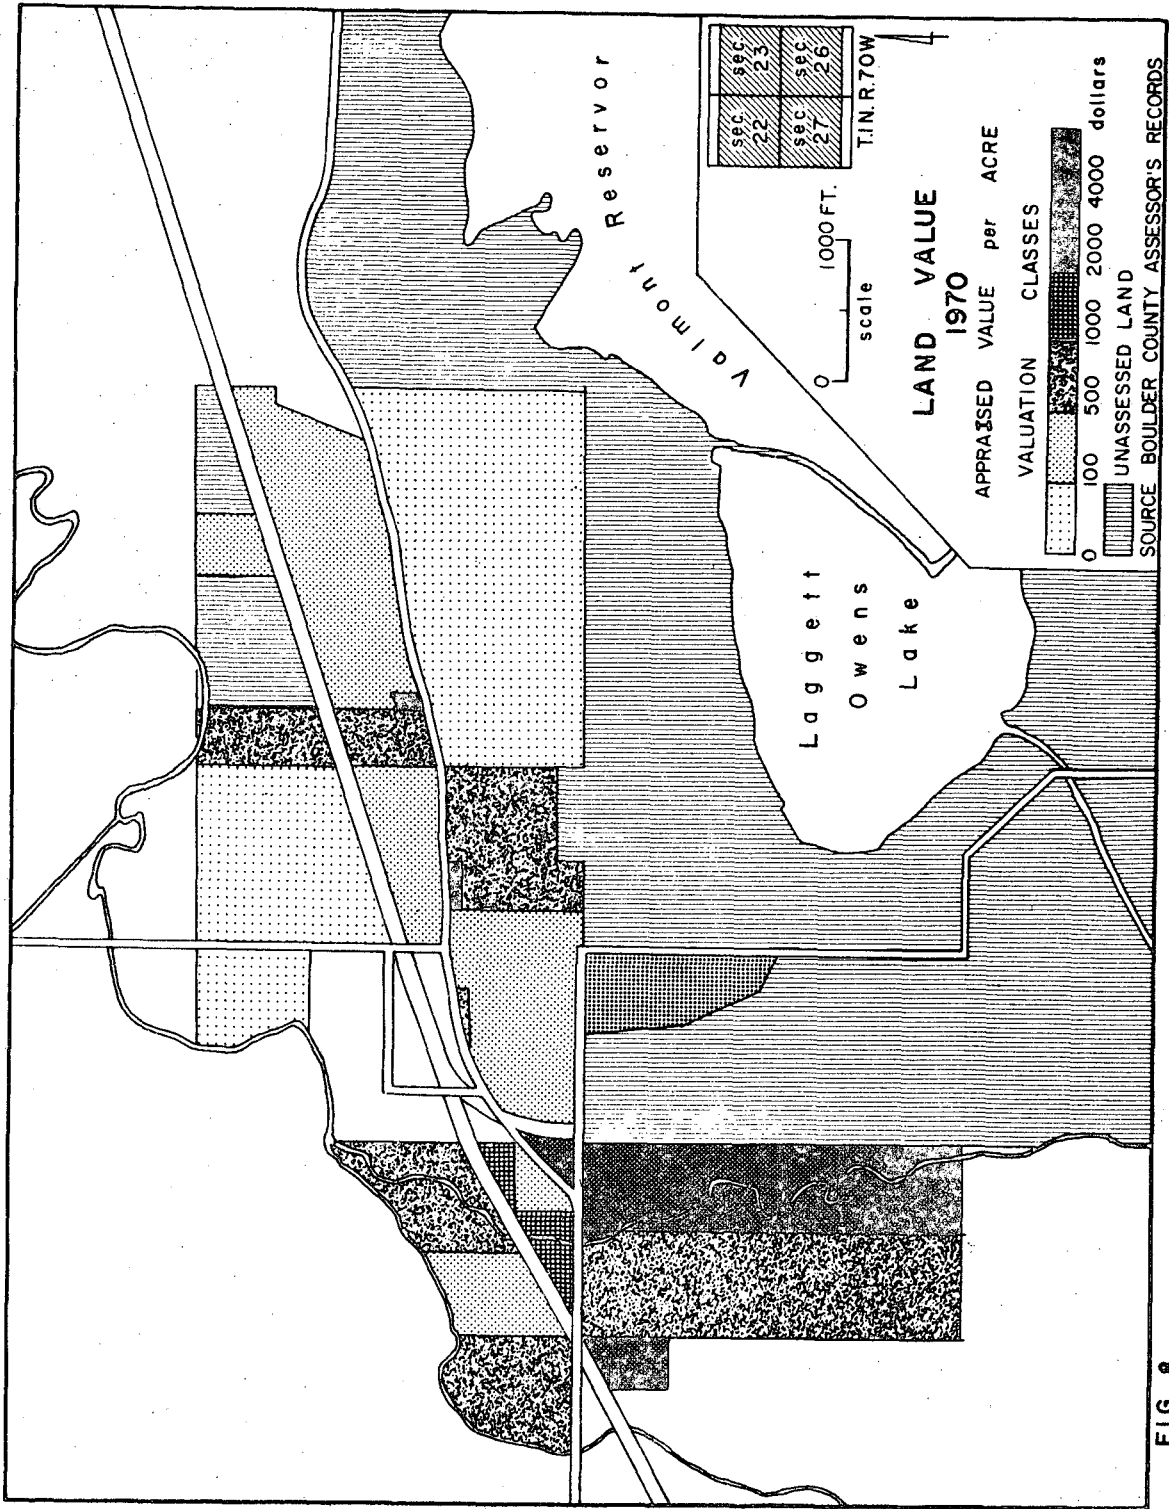 Valmont Reservor
Laggett
Owens
Lake
sec. 22
sec. 23
sec. 27
sec. 26
T.1N. R.70W
0 1000 FT.
scale
LAND VALUE
1970
APPRAISED VALUE per ACRE
VALUATION CLASSES
0 100 500 1000 2000 4000 dollars
UNASSESSED LAND
SOURCE BOULDER COUNTY ASSESSOR'S RECORDS
FIG. 8